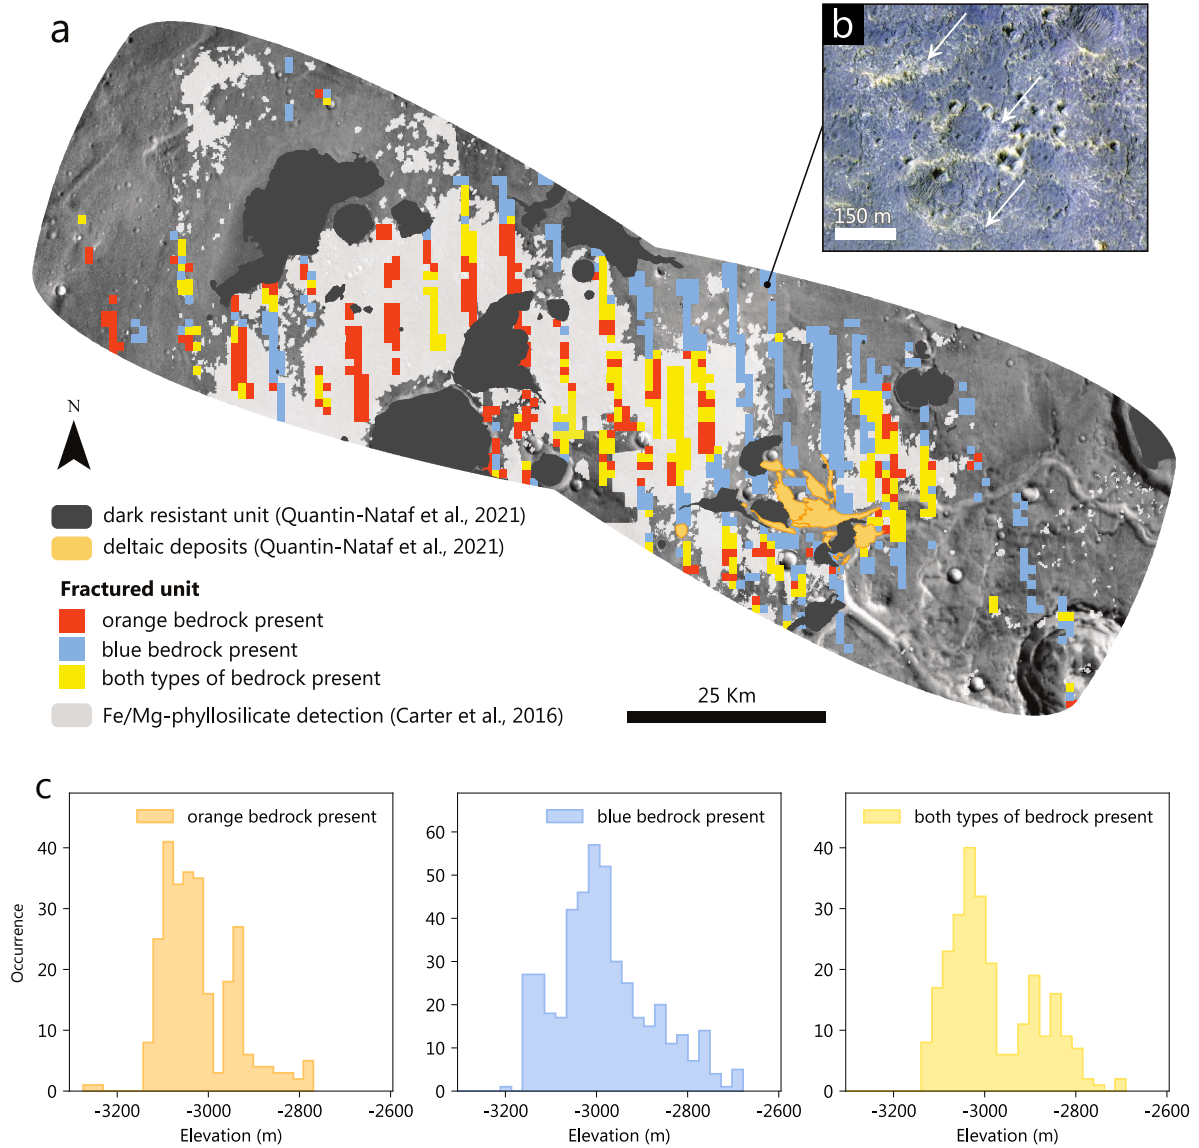 a
b
150 m
N
dark resistant unit (Quantin-Nataf et al., 2021)
deltaic deposits (Quantin-Nataf et al., 2021)
Fractured unit
orange bedrock present
blue bedrock present
both types of bedrock present
Fe/Mg-phyllosilicate detection (Carter et al., 2016)
25 Km
c
orange bedrock present
40
30
20
10
0
Occurrence
-3200 -3000 -2800 -2600
Elevation (m)
blue bedrock present
60
50
40
30
20
10
0
-3200 -3000 -2800 -2600
Elevation (m)
both types of bedrock present
40
30
20
10
0
-3200 -3000 -2800 -2600
Elevation (m)